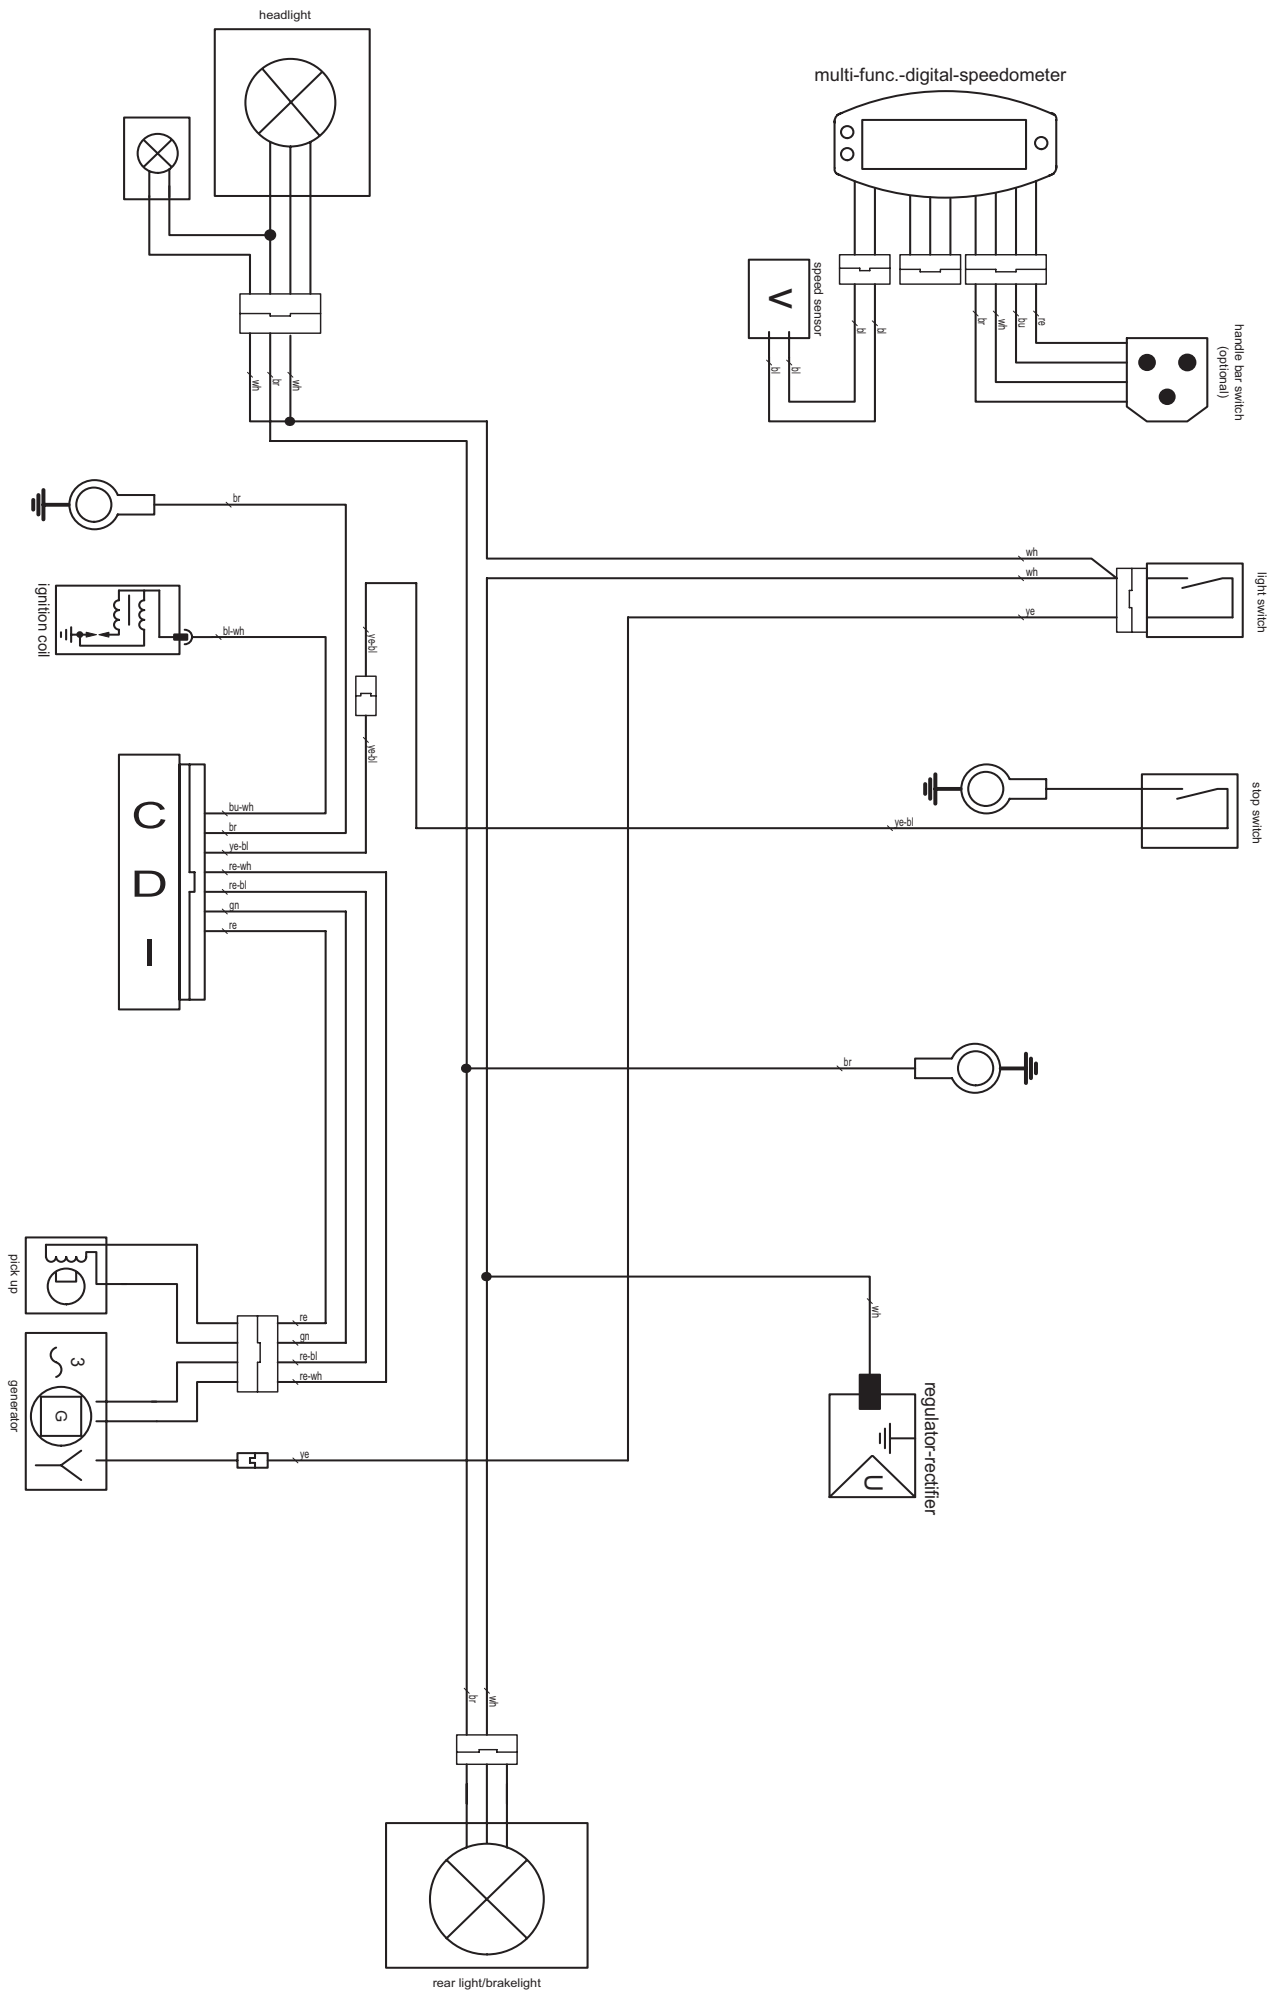 headlight
multi-func.-digital-speedometer
V
speed sensor
bl
bl
bl
bl
br
wh
bu
re
handle bar switch
(optional)
wh
br
wh
br
wh
wh
ye
light switch
ignition coil
bl-wh
ye-bl
ye-bl
stop switch
ye-bl
C
D
I
bu-wh
br
ye-bl
re-wh
re-bl
gn
re
br
pick up
re
gn
re-bl
re-wh
wh
generator
3
G
ye
regulator-rectifier
U
br
wh
rear light/brakelight